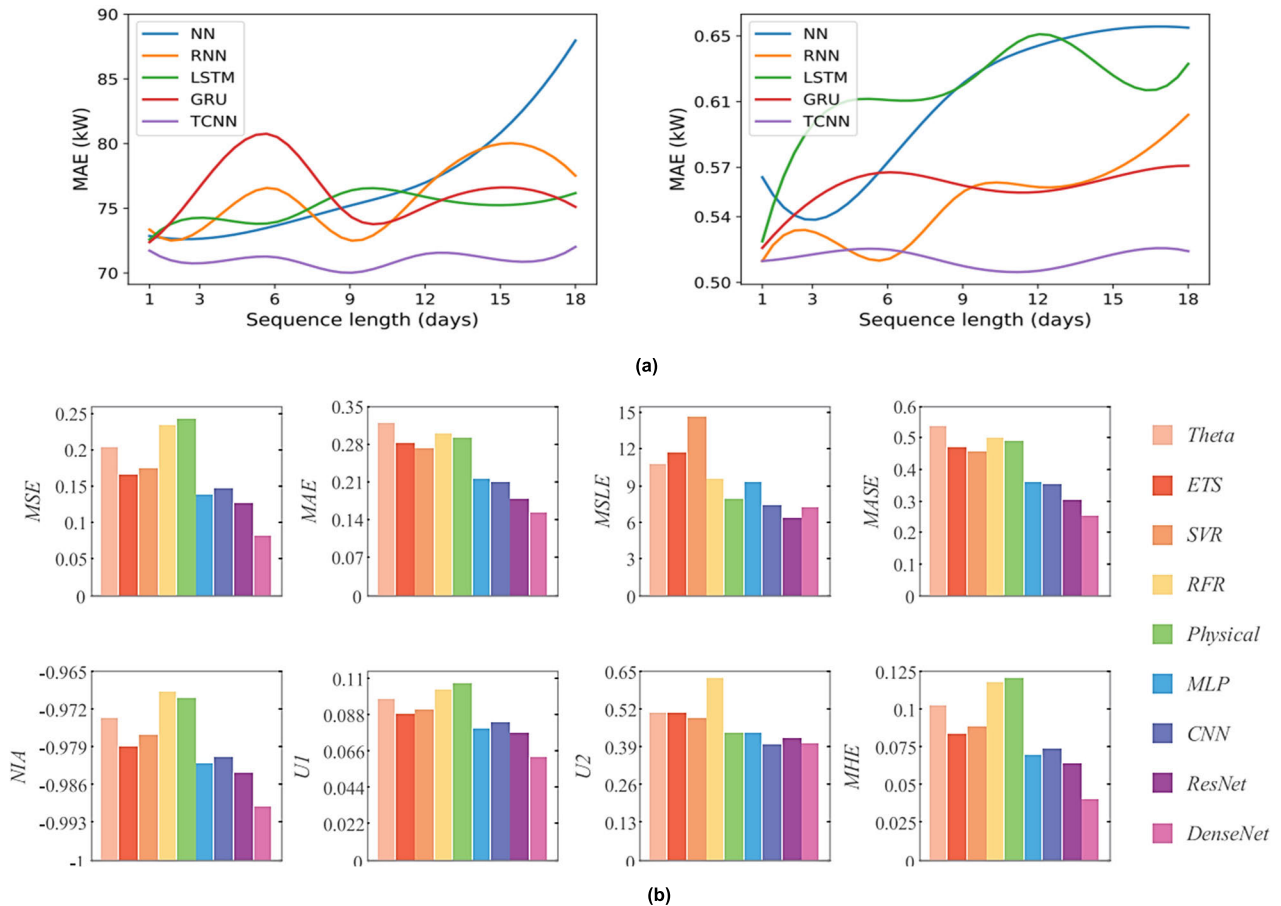 90
85
80
75
70
MAE (kW)
NN
RNN
LSTM
GRU
TCNN
1 3 6 9 12 15 18
Sequence length (days)
0.65
0.61
0.57
0.54
0.50
MAE (kW)
NN
RNN
LSTM
GRU
TCNN
1 3 6 9 12 15 18
Sequence length (days)
(a)
MSE
0.25
0.2
0.15
0.1
0.05
0
MAE
0.35
0.28
0.21
0.14
0.07
0
MSLE
15
12
9
6
3
0
MASE
0.6
0.5
0.4
0.3
0.2
0.1
0
NIA
-0.965
-0.972
-0.979
-0.986
-0.993
-1
U1
0.11
0.088
0.066
0.044
0.022
0
U2
0.65
0.52
0.39
0.26
0.13
0
MHE
0.125
0.1
0.075
0.05
0.025
0
Theta
ETS
SVR
RFR
Physical
MLP
CNN
ResNet
DenseNet
(b)